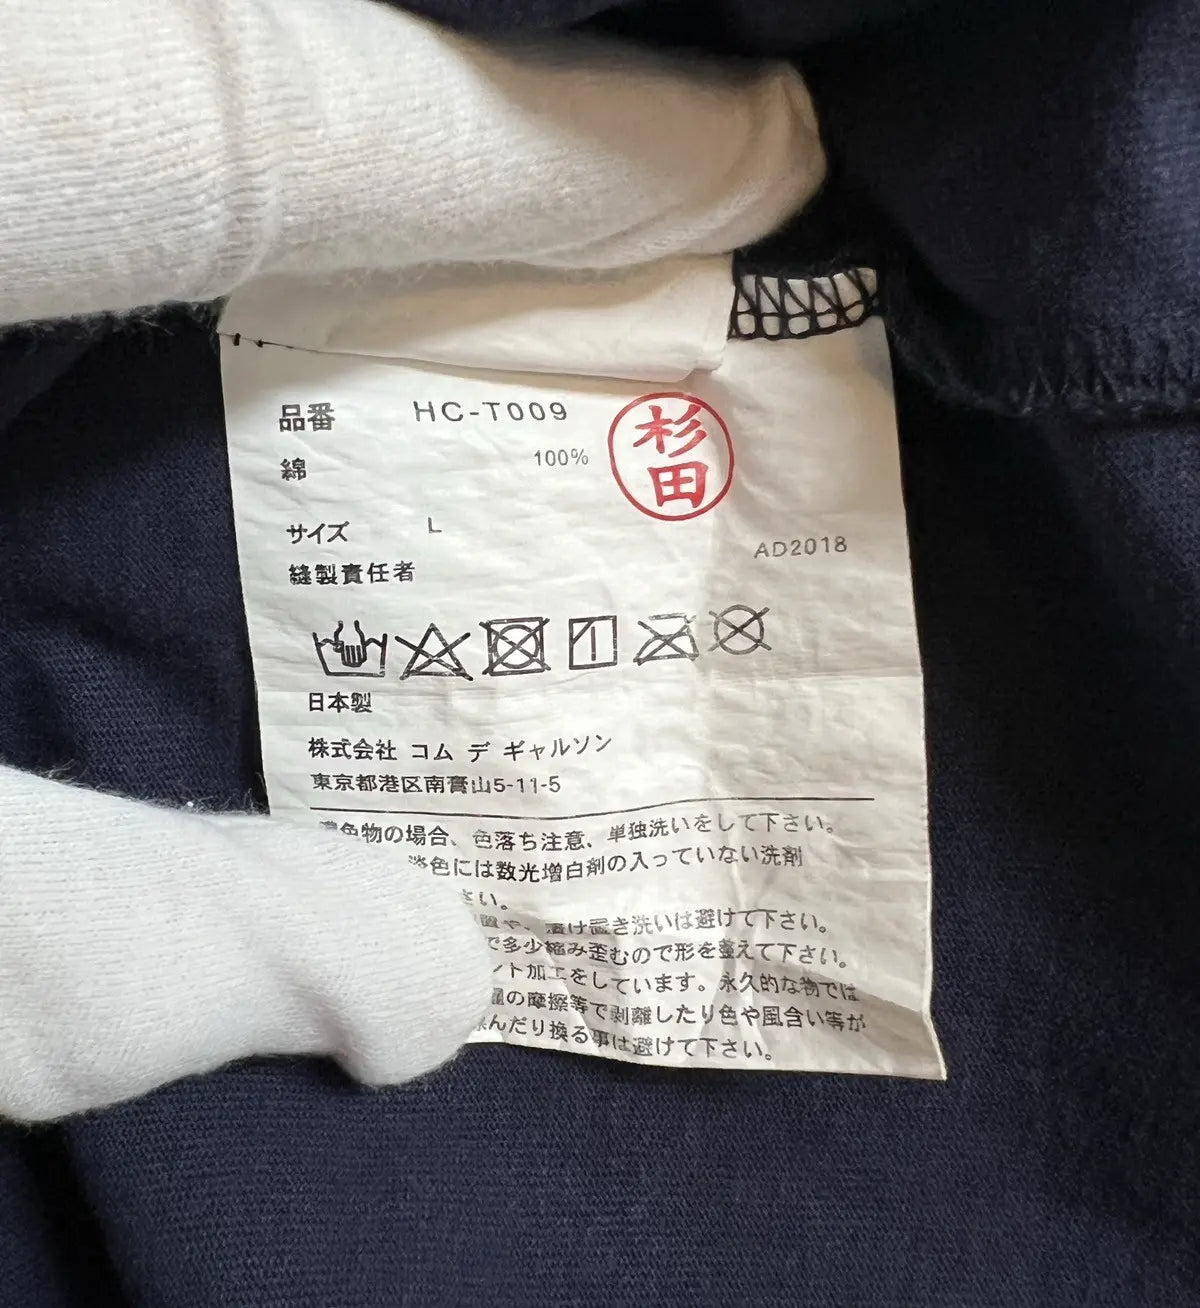 品番 HC-T009
綿 100%
杉田
サイズ L
AD2018
縫製責任者
日本製
株式会社 コム デ ギャルソン
東京都港区南青山5-11-5
色物の場合、色落ち注意、単独洗いをして下さい。
淡色には蛍光増白剤の入っていない洗剤
さい。
置や、漬け置き洗いは避けて下さい。
で多少縮み歪むので形を整えて下さい。
ント加工をしています。永久的な物では
の摩擦等で剥離したり色や風合い等が
んだり擦る事は避けて下さい。